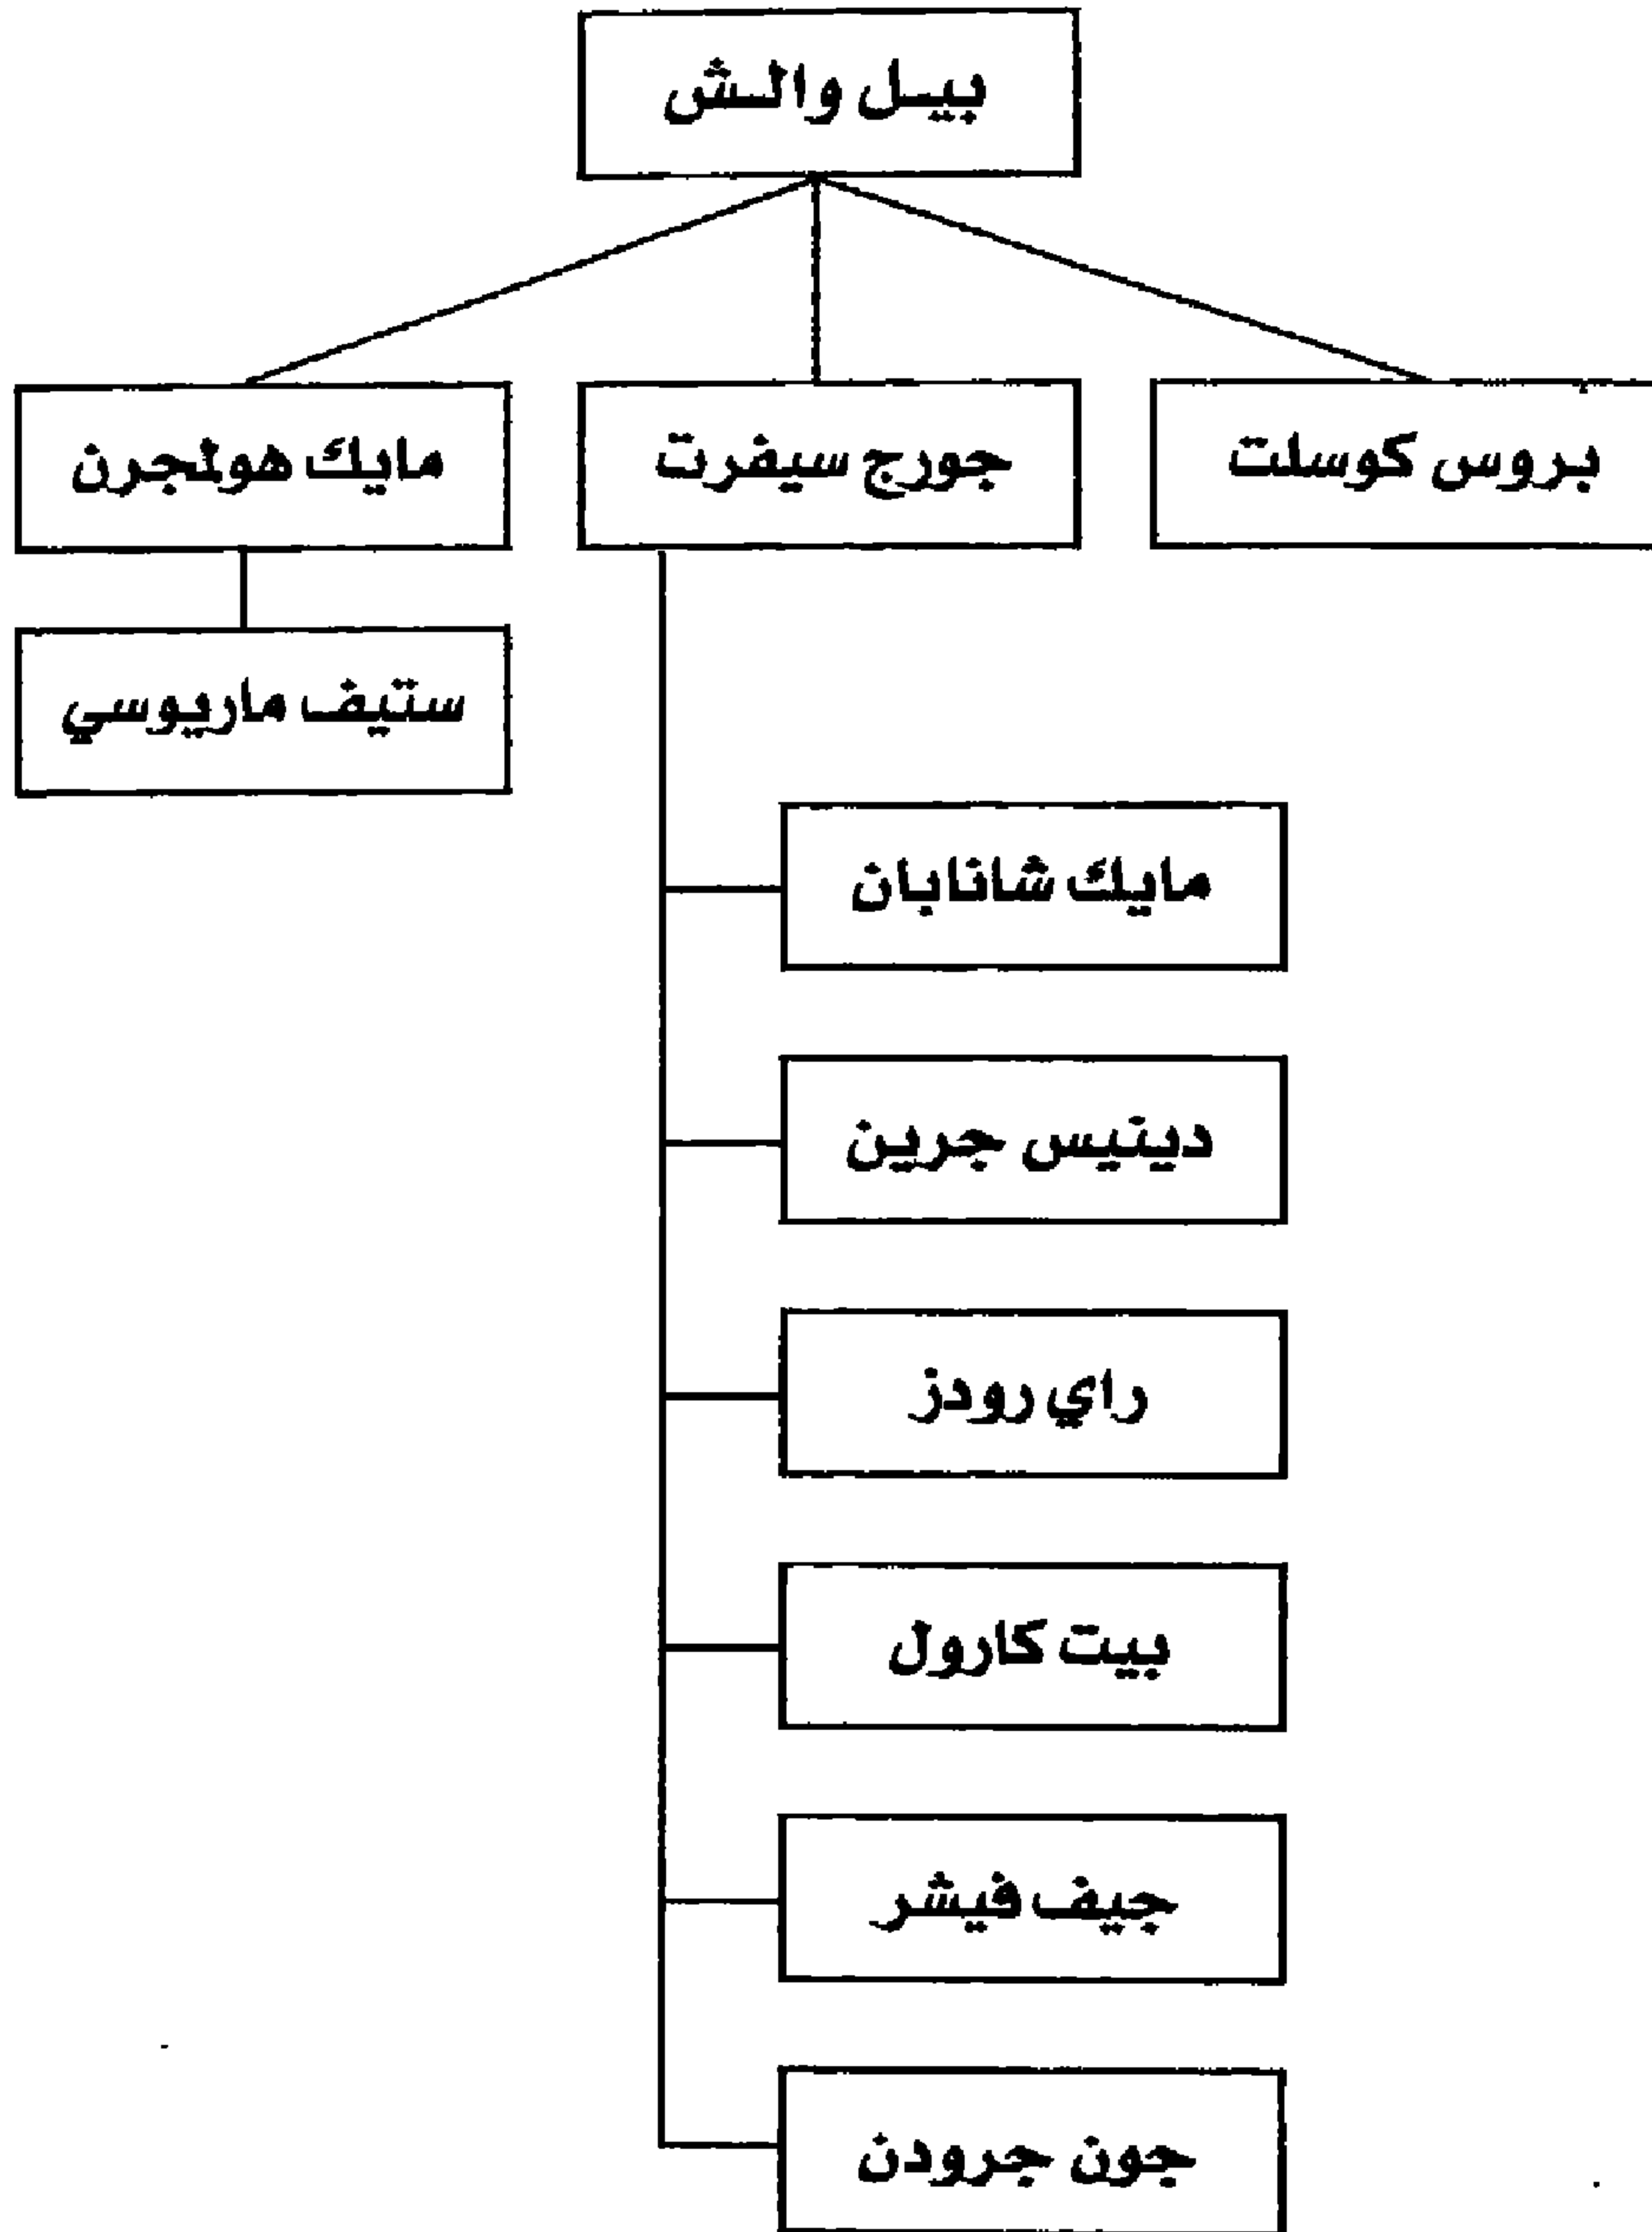 بيل والش
بروس كوسلت
جورج سيفرت
مايك هولمجرن
ستيف ماريوسي
مايك شانابان
دينيس جرين
راي رودز
بيت كارول
جيف فيشر
جون جرودن